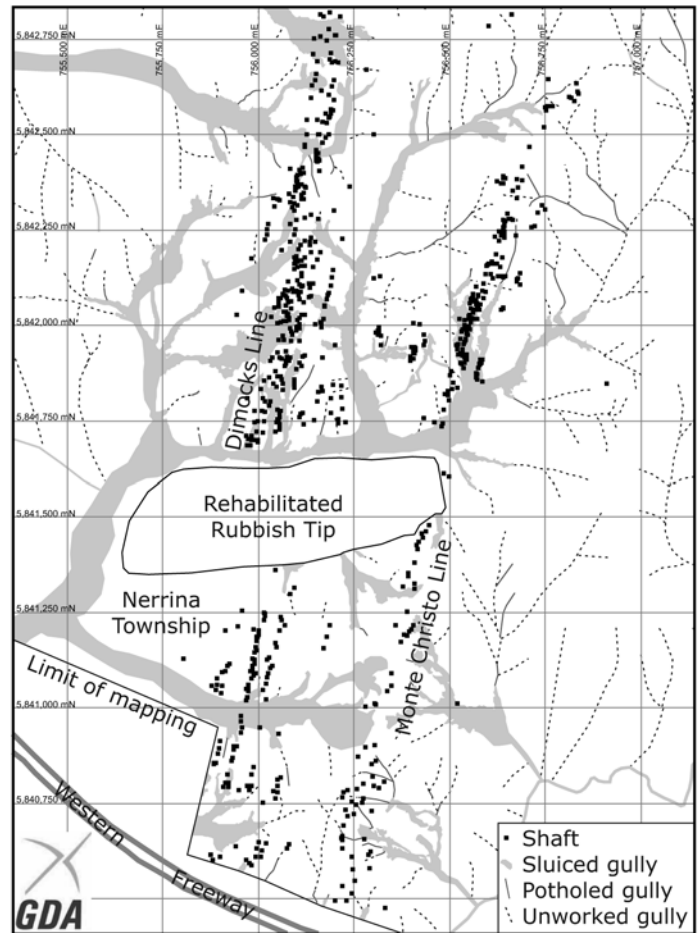 755,500 mE
755,750 mE
756,000 mE
756,250 mE
756,500 mE
756,750 mE
757,000 mE
5,842,750 mN
5,842,500 mN
5,842,250 mN
5,842,000 mN
5,841,750 mN
5,841,500 mN
5,841,250 mN
5,841,000 mN
5,840,750 mN
Dimocks Line
Rehabilitated
Rubbish Tip
Nerrina
Township
Monte Christo Line
Limit of mapping
Western
Freeway
GDA
Shaft
Sluiced gully
Potholed gully
Unworked gully